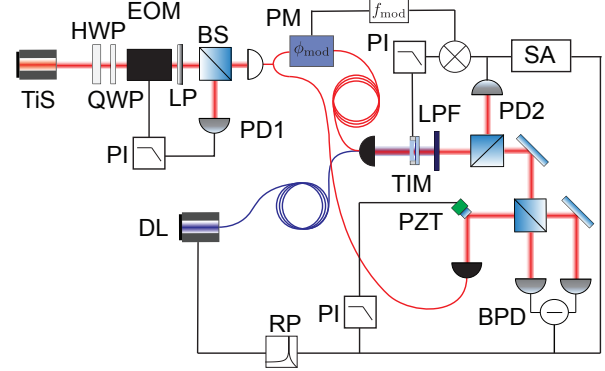 EOM
PM
f_mod
HWP
BS
ϕ_mod
PI
SA
TiS
QWP
LP
LPF
PD2
PD1
PI
TIM
DL
PZT
RP
PI
BPD